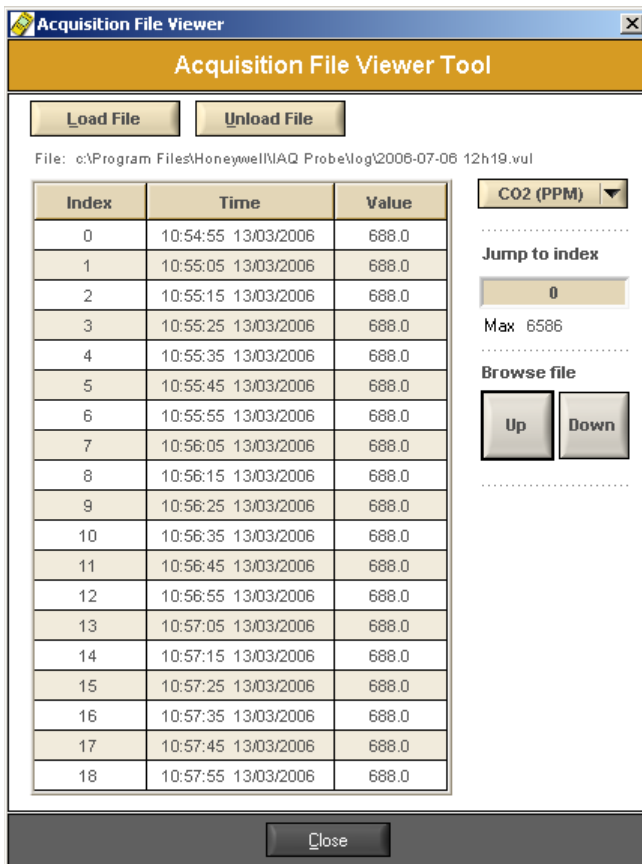 Acquisition File Viewer
Acquisition File Viewer Tool
Load File Unload File
File: c:\Program Files\Honeywell\IAQ Probe\log\2006-07-06 12h19.vul
Index Time Value
0 10:54:55 13/03/2006 688.0
1 10:55:05 13/03/2006 688.0
2 10:55:15 13/03/2006 688.0
3 10:55:25 13/03/2006 688.0
4 10:55:35 13/03/2006 688.0
5 10:55:45 13/03/2006 688.0
6 10:55:55 13/03/2006 688.0
7 10:56:05 13/03/2006 688.0
8 10:56:15 13/03/2006 688.0
9 10:56:25 13/03/2006 688.0
10 10:56:35 13/03/2006 688.0
11 10:56:45 13/03/2006 688.0
12 10:56:55 13/03/2006 688.0
13 10:57:05 13/03/2006 688.0
14 10:57:15 13/03/2006 688.0
15 10:57:25 13/03/2006 688.0
16 10:57:35 13/03/2006 688.0
17 10:57:45 13/03/2006 688.0
18 10:57:55 13/03/2006 688.0
CO2 (PPM)
Jump to index
0
Max 6586
Browse file
Up Down
Close